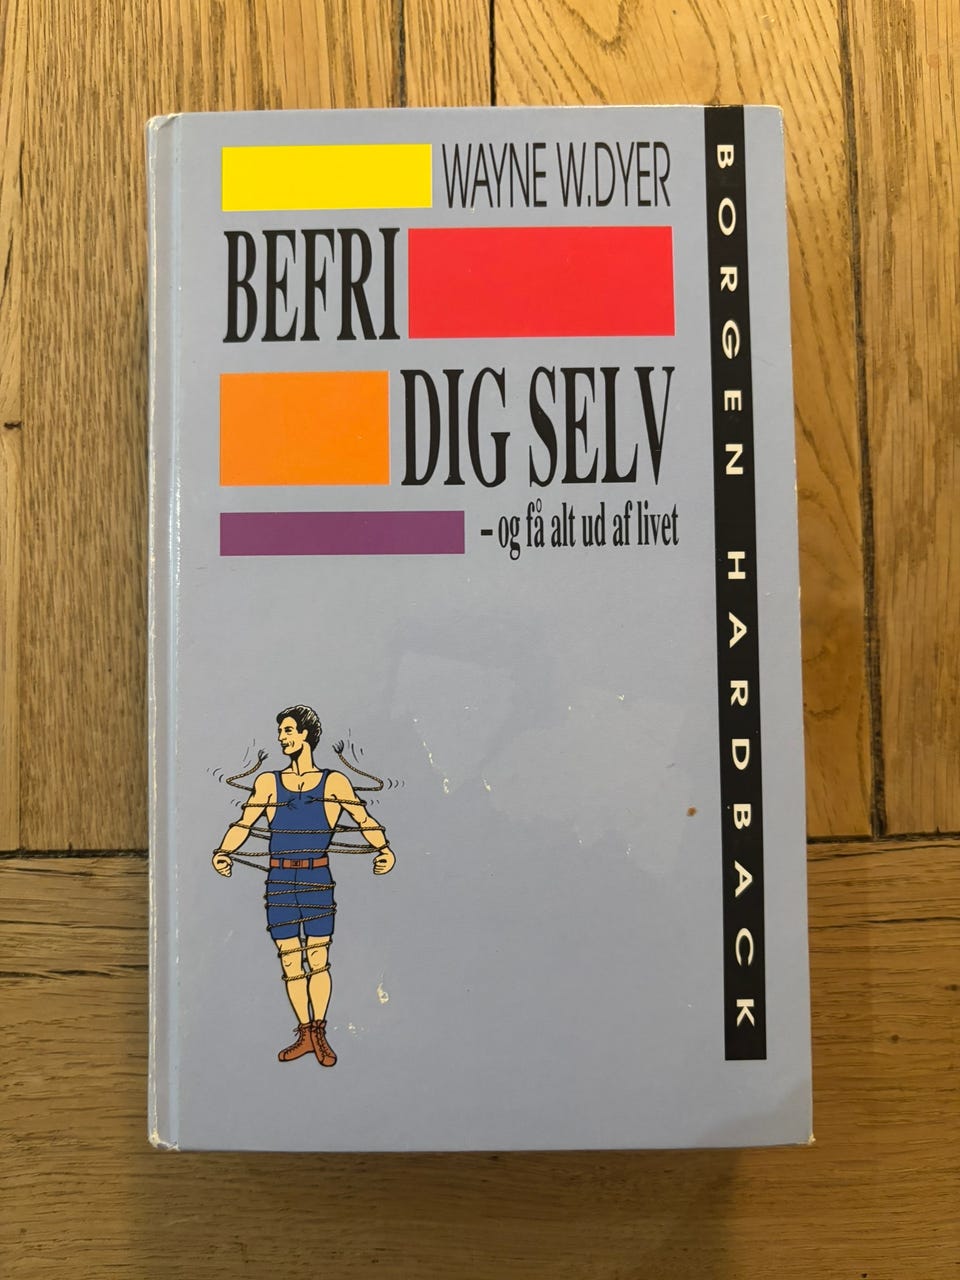 WAYNE W.DYER
BEFRI
DIG SELV
– og få alt ud af livet
BORGEN HARDBACK